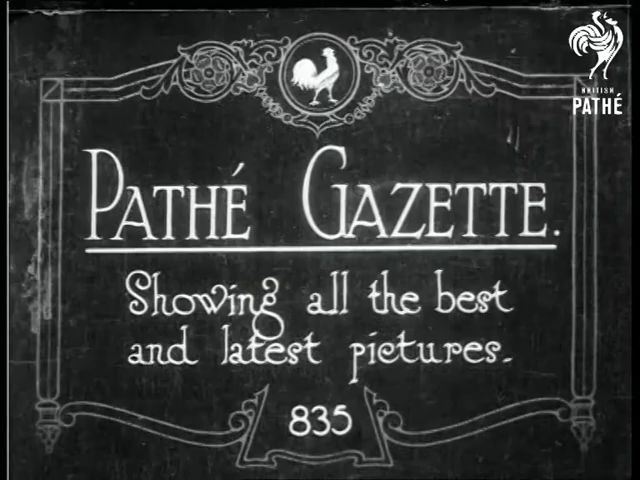 BRITISH
PATHÉ
PATHÉ GAZETTE.
Showing all the best
and latest pictures.
835